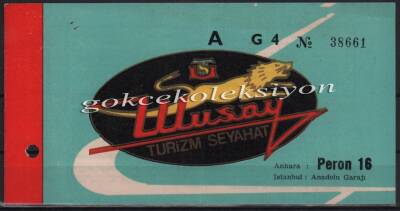 A G4 № 38661
gokcekoleksiyon
Ulusoy
TURİZM SEYAHAT
Ankara : Peron 16
İstanbul : Anadolu Garajı